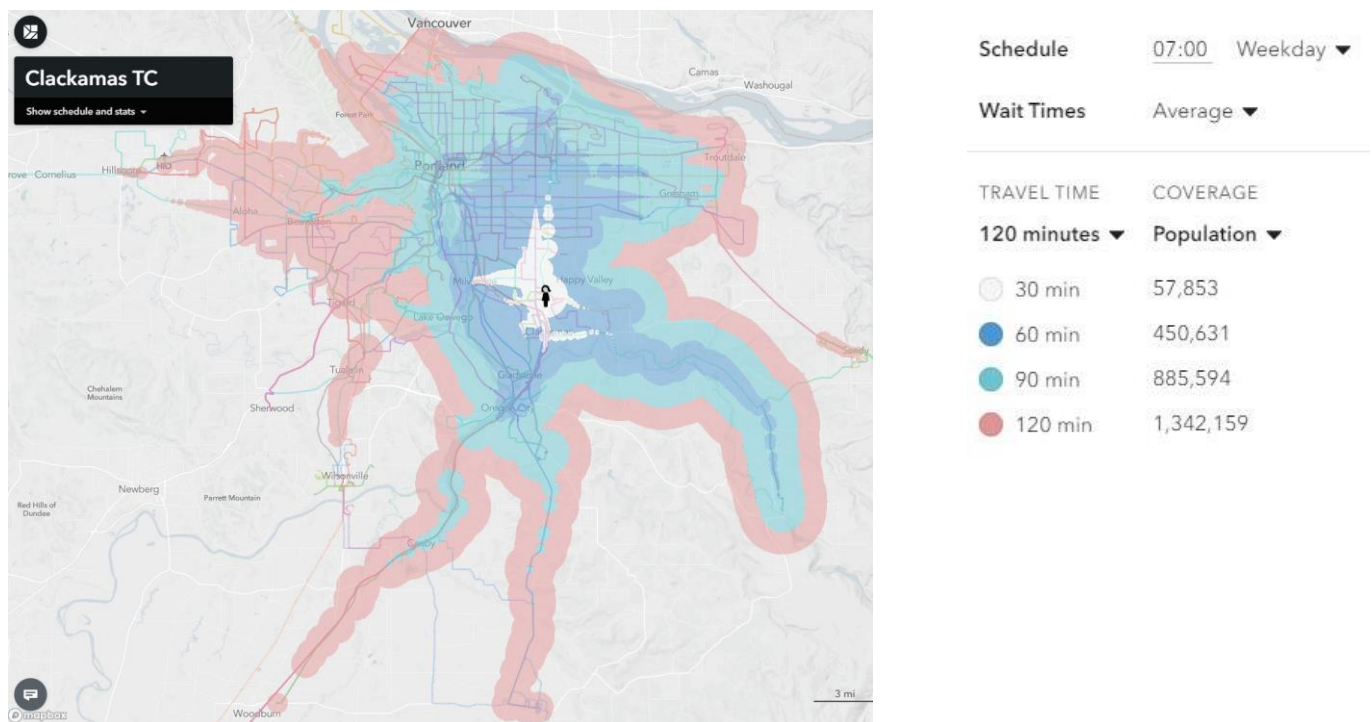 Vancouver
Clackamas TC
Show schedule and stats
Camas
Washougal
Forest Park
Portland
Troutdale
HIO
rove Cornelius
Gresham
Aloha
Happy Valley
Tigard
Lake Oswego
Sandy
Tualatin
Gladstone
Chehalem
Mountains
Sherwood
Oregon City
Wilsonville
Newberg
Parrett Mountain
Red Hills of
Dundee
Canby
3 mi
Woodburn
mapbox
Schedule 07:00 Weekday
Wait Times Average
TRAVEL TIME COVERAGE
120 minutes Population
30 min 57,853
60 min 450,631
90 min 885,594
120 min 1,342,159